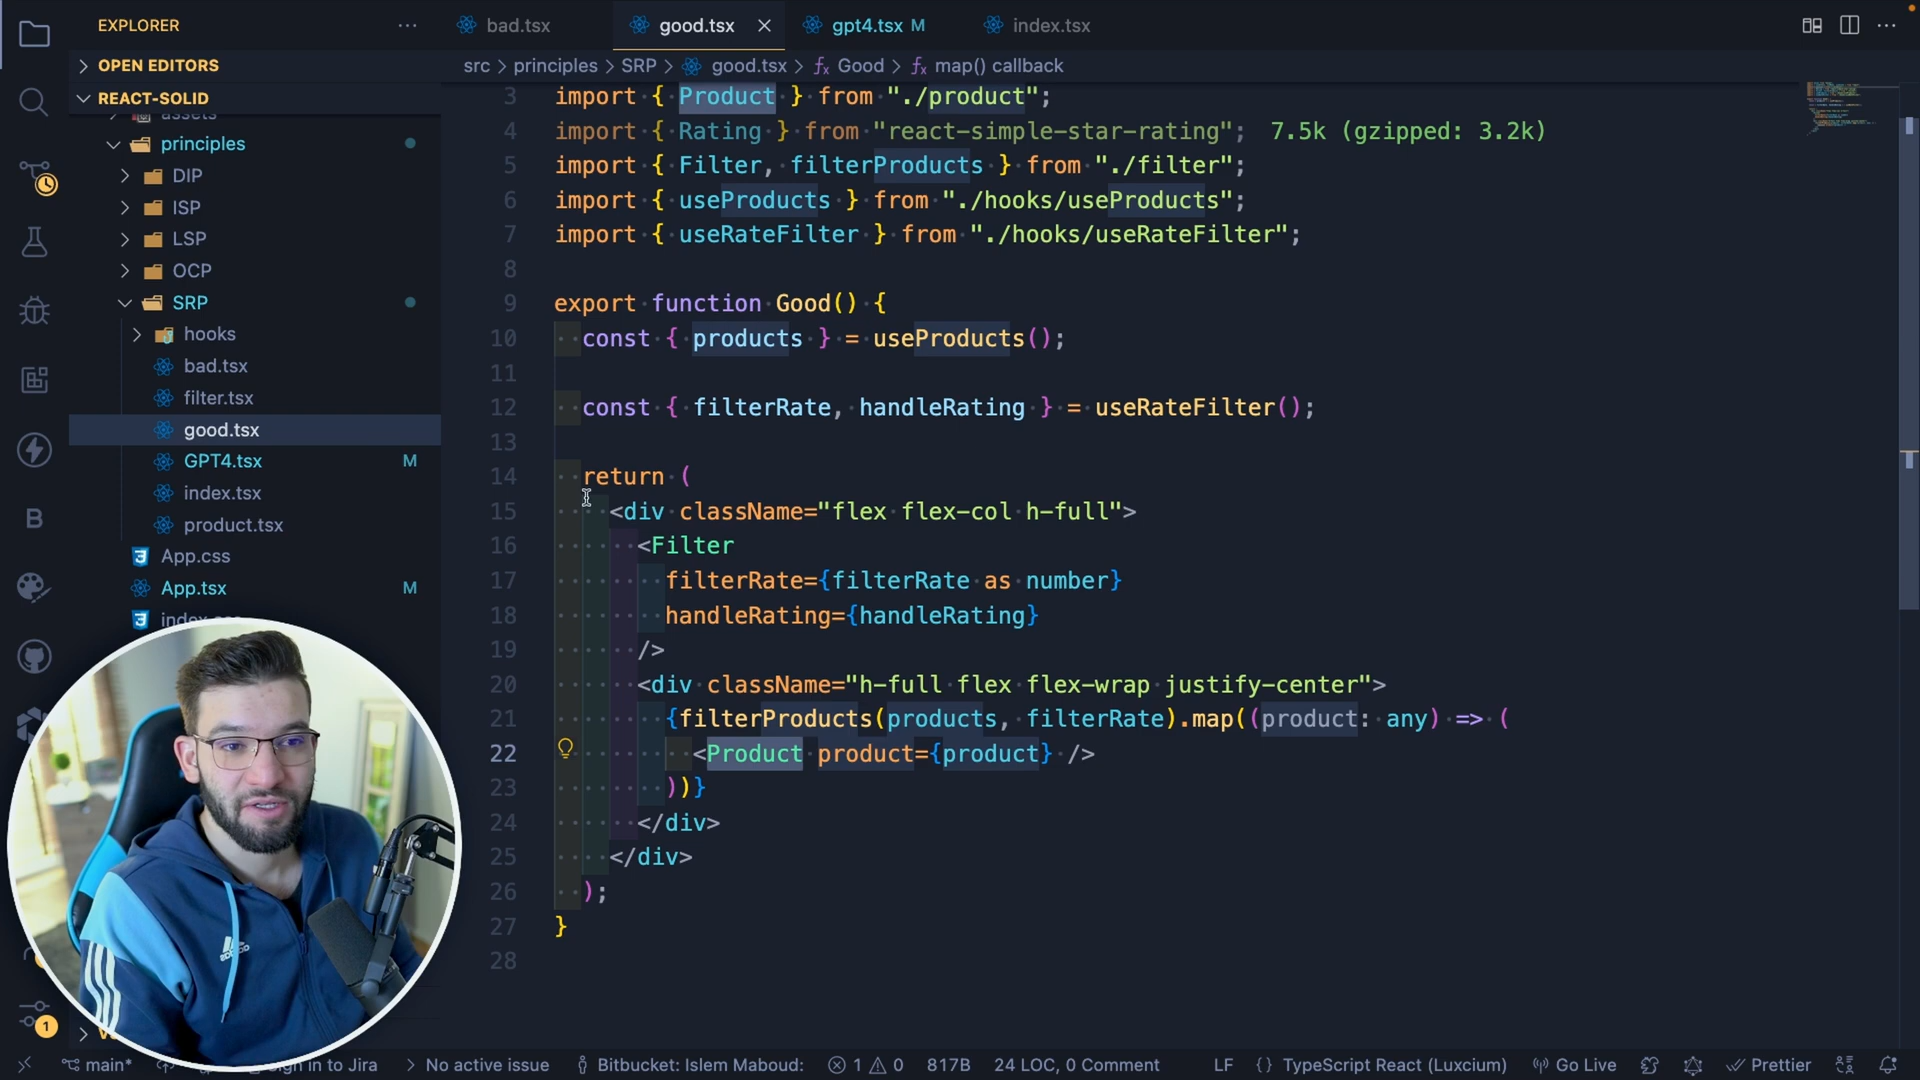 EXPLORER
bad.tsx
good.tsx
gpt4.tsx M
index.tsx
OPEN EDITORS
src > principles > SRP > good.tsx > Good > map() callback
REACT-SOLID
assets
principles
DIP
ISP
LSP
OCP
SRP
hooks
bad.tsx
filter.tsx
good.tsx
GPT4.tsx M
index.tsx
product.tsx
App.css
App.tsx M
3 import { Product } from "./product";
4 import { Rating } from "react-simple-star-rating"; 7.5k (gzipped: 3.2k)
5 import { Filter, filterProducts } from "./filter";
6 import { useProducts } from "./hooks/useProducts";
7 import { useRateFilter } from "./hooks/useRateFilter";
8
9 export function Good() {
10 const { products } = useProducts();
11
12 const { filterRate, handleRating } = useRateFilter();
13
14 return (
15 <div className="flex flex-col h-full">
16 <Filter
17 filterRate={filterRate as number}
18 handleRating={handleRating}
19 />
20 <div className="h-full flex flex-wrap justify-center">
21 {filterProducts(products, filterRate).map((product: any) => (
22 <Product product={product} />
23 ))}
24 </div>
25 </div>
26 );
27 }
28
B
1
main*
Sign in to Jira
No active issue
Bitbucket: Islem Maboud:
1 0
817B
24 LOC, 0 Comment
LF
{} TypeScript React (Luxcium)
Go Live
Prettier